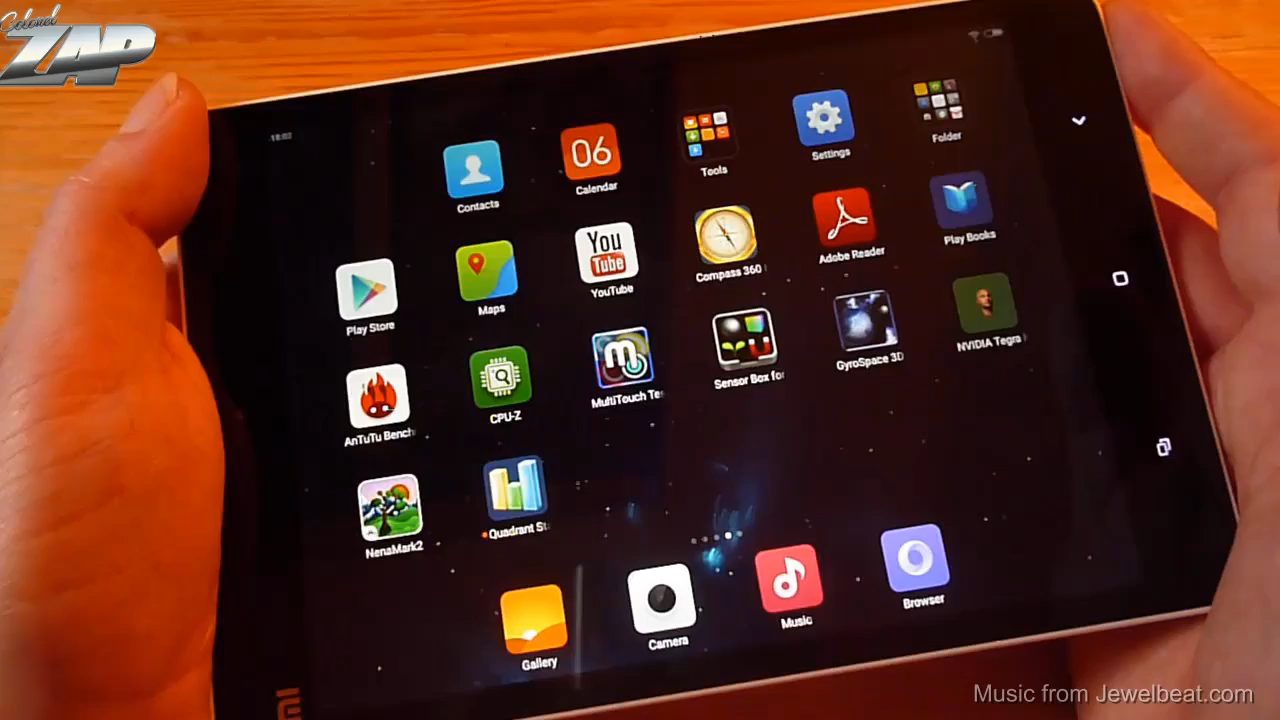 Colonel
ZAP
18:02
Contacts
06
Calendar
Tools
Settings
Folder
Play Store
Maps
You
Tube
YouTube
Compass 360
Adobe Reader
Play Books
AnTuTu Bench
CPU-Z
m
MultiTouch Tes
Sensor Box for
GyroSpace 3D
NVIDIA Tegra
NenaMark2
Quadrant St
Gallery
Camera
Music
Browser
mi
Music from Jewelbeat.com